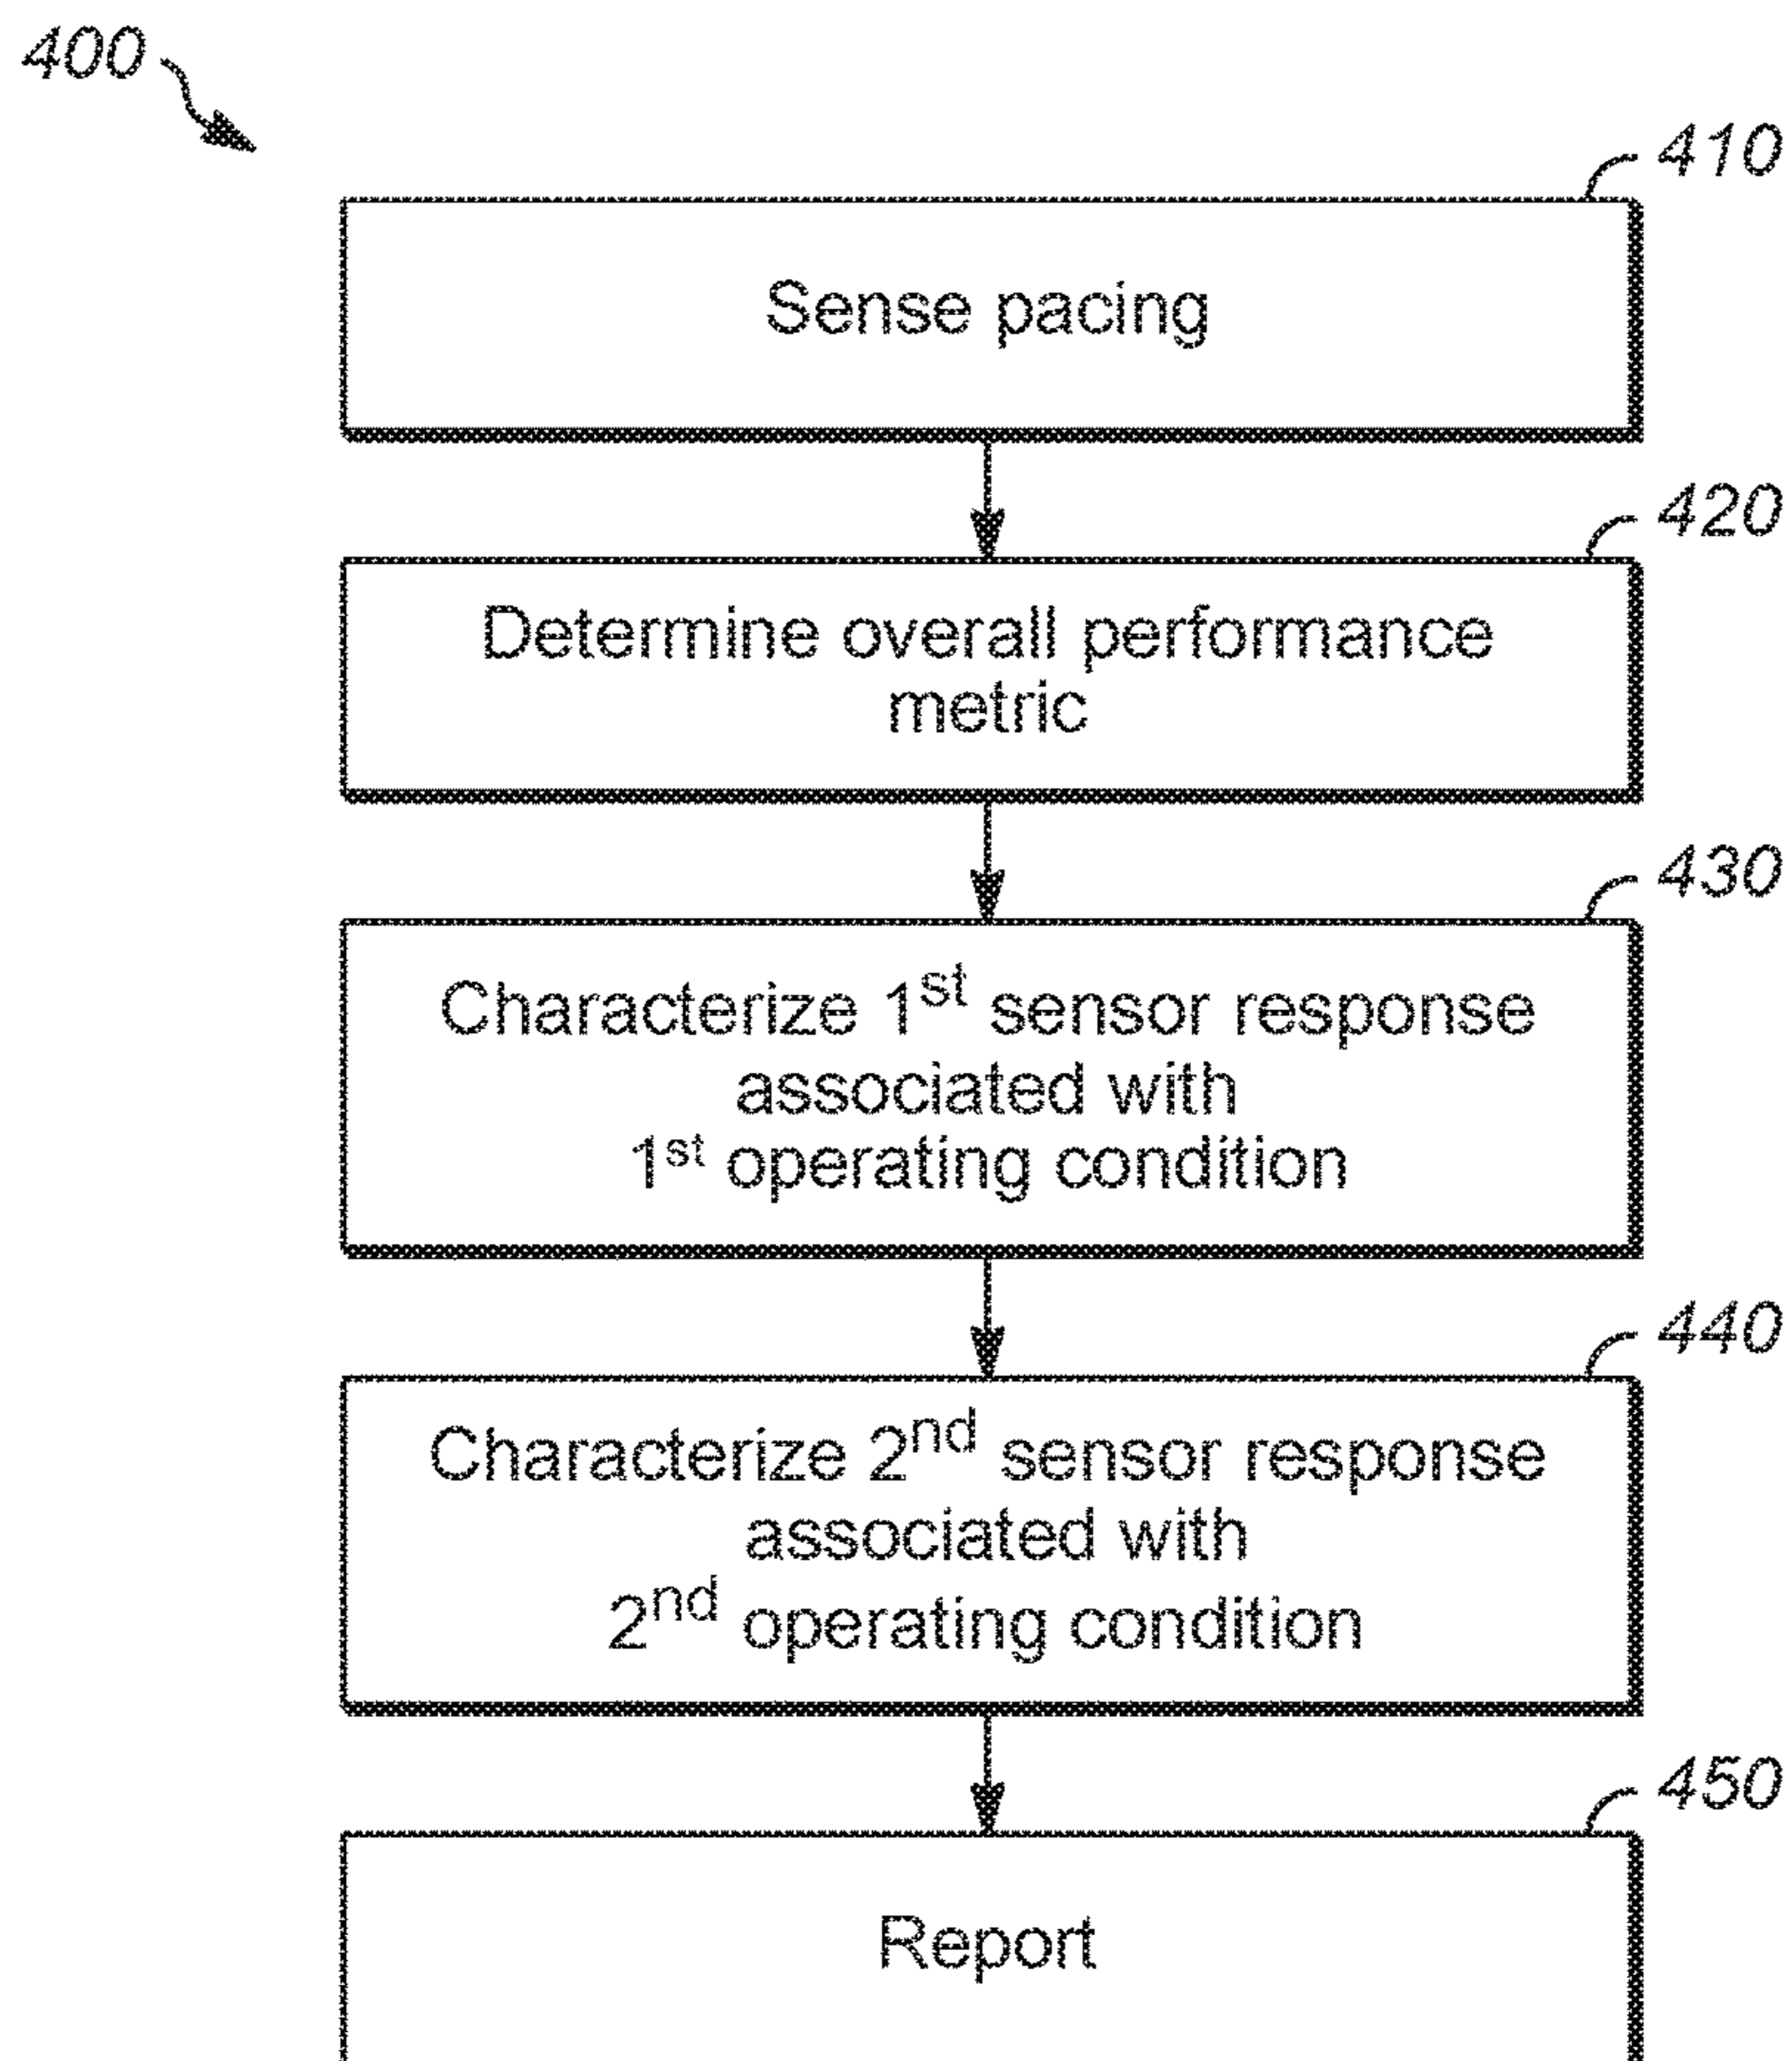 400
410
Sense pacing
420
Determine overall performance
metric
430
Characterize 1st sensor response
associated with
1st operating condition
440
Characterize 2nd sensor response
associated with
2nd operating condition
450
Report